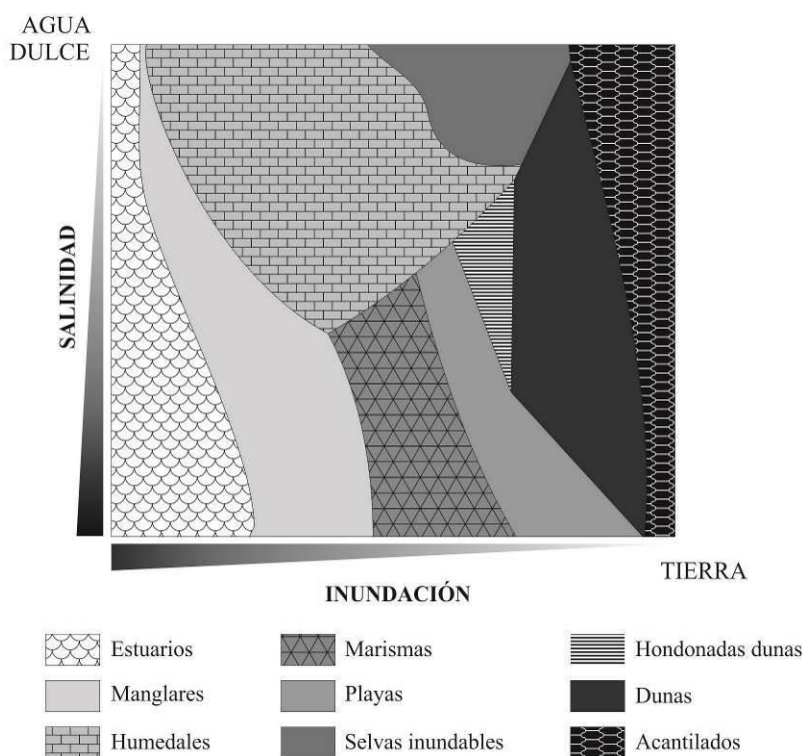 AGUA
DULCE
SALINIDAD
TIERRA
INUNDACIÓN
Estuarios
Marismas
Hondonadas dunas
Manglares
Playas
Dunas
Humedales
Selvas inundables
Acantilados